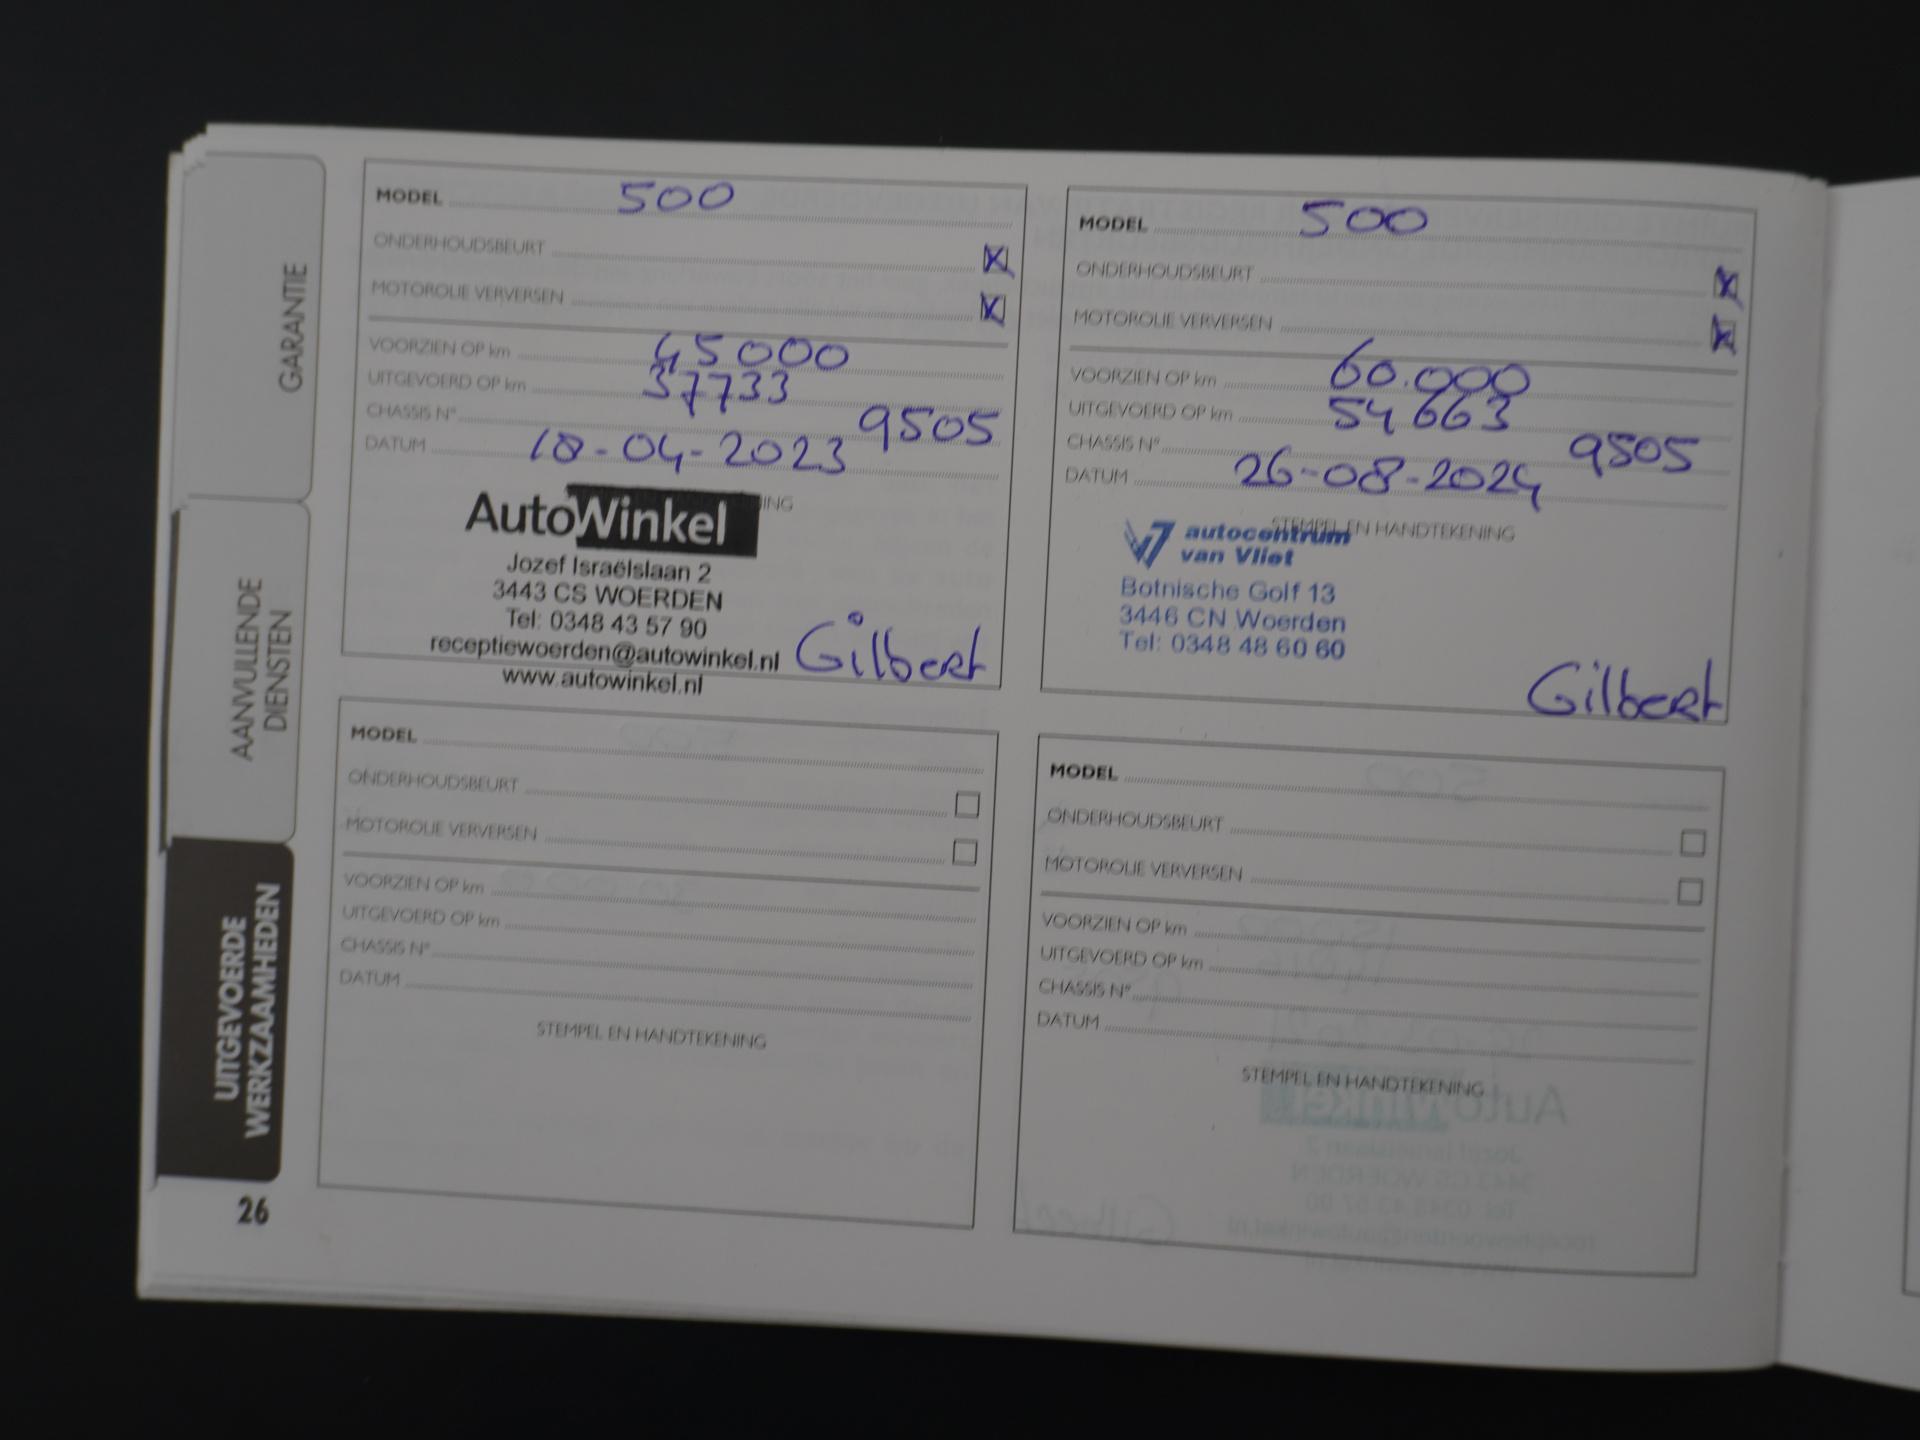 GARANTIE
AANVULLENDE
DIENSTEN
UITGEVOERDE
WERKZAAMHEDEN
26
MODEL 500
ONDERHOUDSBEURT X
MOTOROLIE VERVERSEN X
VOORZIEN OP km 45000
UITGEVOERD OP km 37733
CHASSIS N° 9505
DATUM 18-04-2023
AutoWinkel
Jozef Israëlslaan 2
3443 CS WOERDEN
Tel: 0348 43 57 90
receptiewoerden@autowinkel.nl
www.autowinkel.nl
Gilbert
MODEL 500
ONDERHOUDSBEURT X
MOTOROLIE VERVERSEN X
VOORZIEN OP km 60.000
UITGEVOERD OP km 54663
CHASSIS N° 9505
DATUM 26-08-2024
STEMPEL EN HANDTEKENING
autocentrum
van Vliet
Botnische Golf 13
3446 CN Woerden
Tel: 0348 48 60 60
Gilbert
MODEL
ONDERHOUDSBEURT
MOTOROLIE VERVERSEN
VOORZIEN OP km
UITGEVOERD OP km
CHASSIS N°
DATUM
STEMPEL EN HANDTEKENING
MODEL
ONDERHOUDSBEURT
MOTOROLIE VERVERSEN
VOORZIEN OP km
UITGEVOERD OP km
CHASSIS N°
DATUM
STEMPEL EN HANDTEKENING